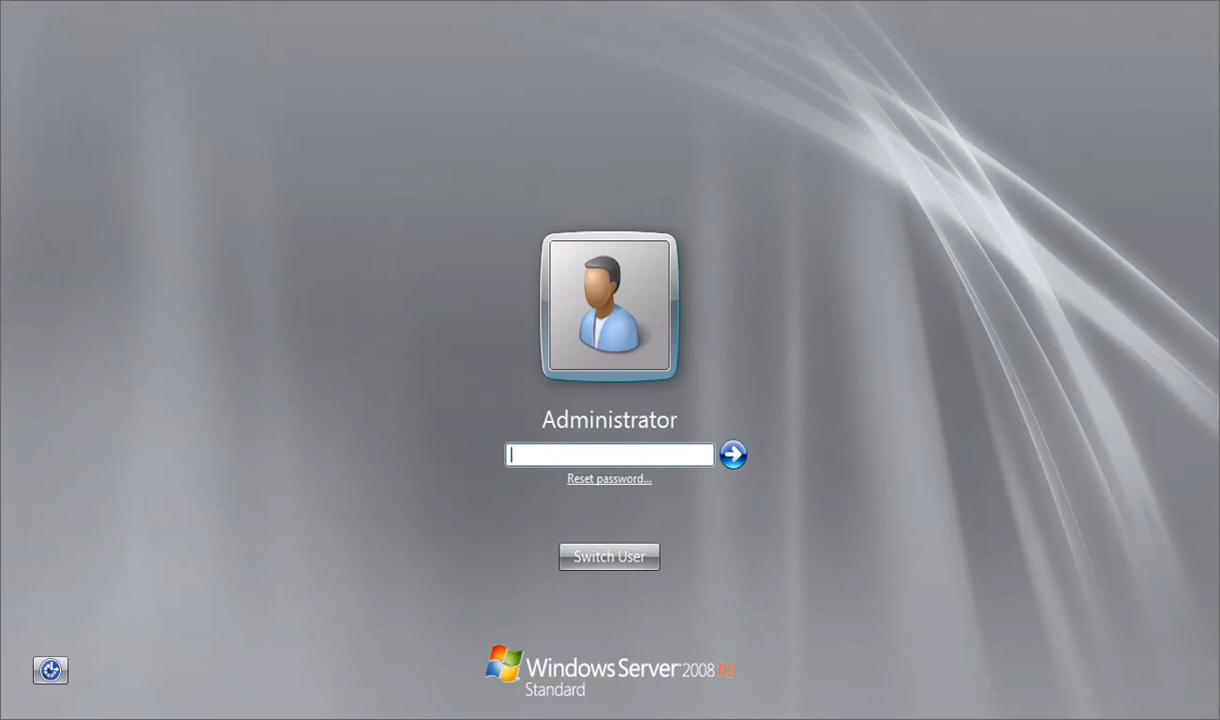 Administrator
Reset password...
Switch User
Windows Server 2008 R2
Standard